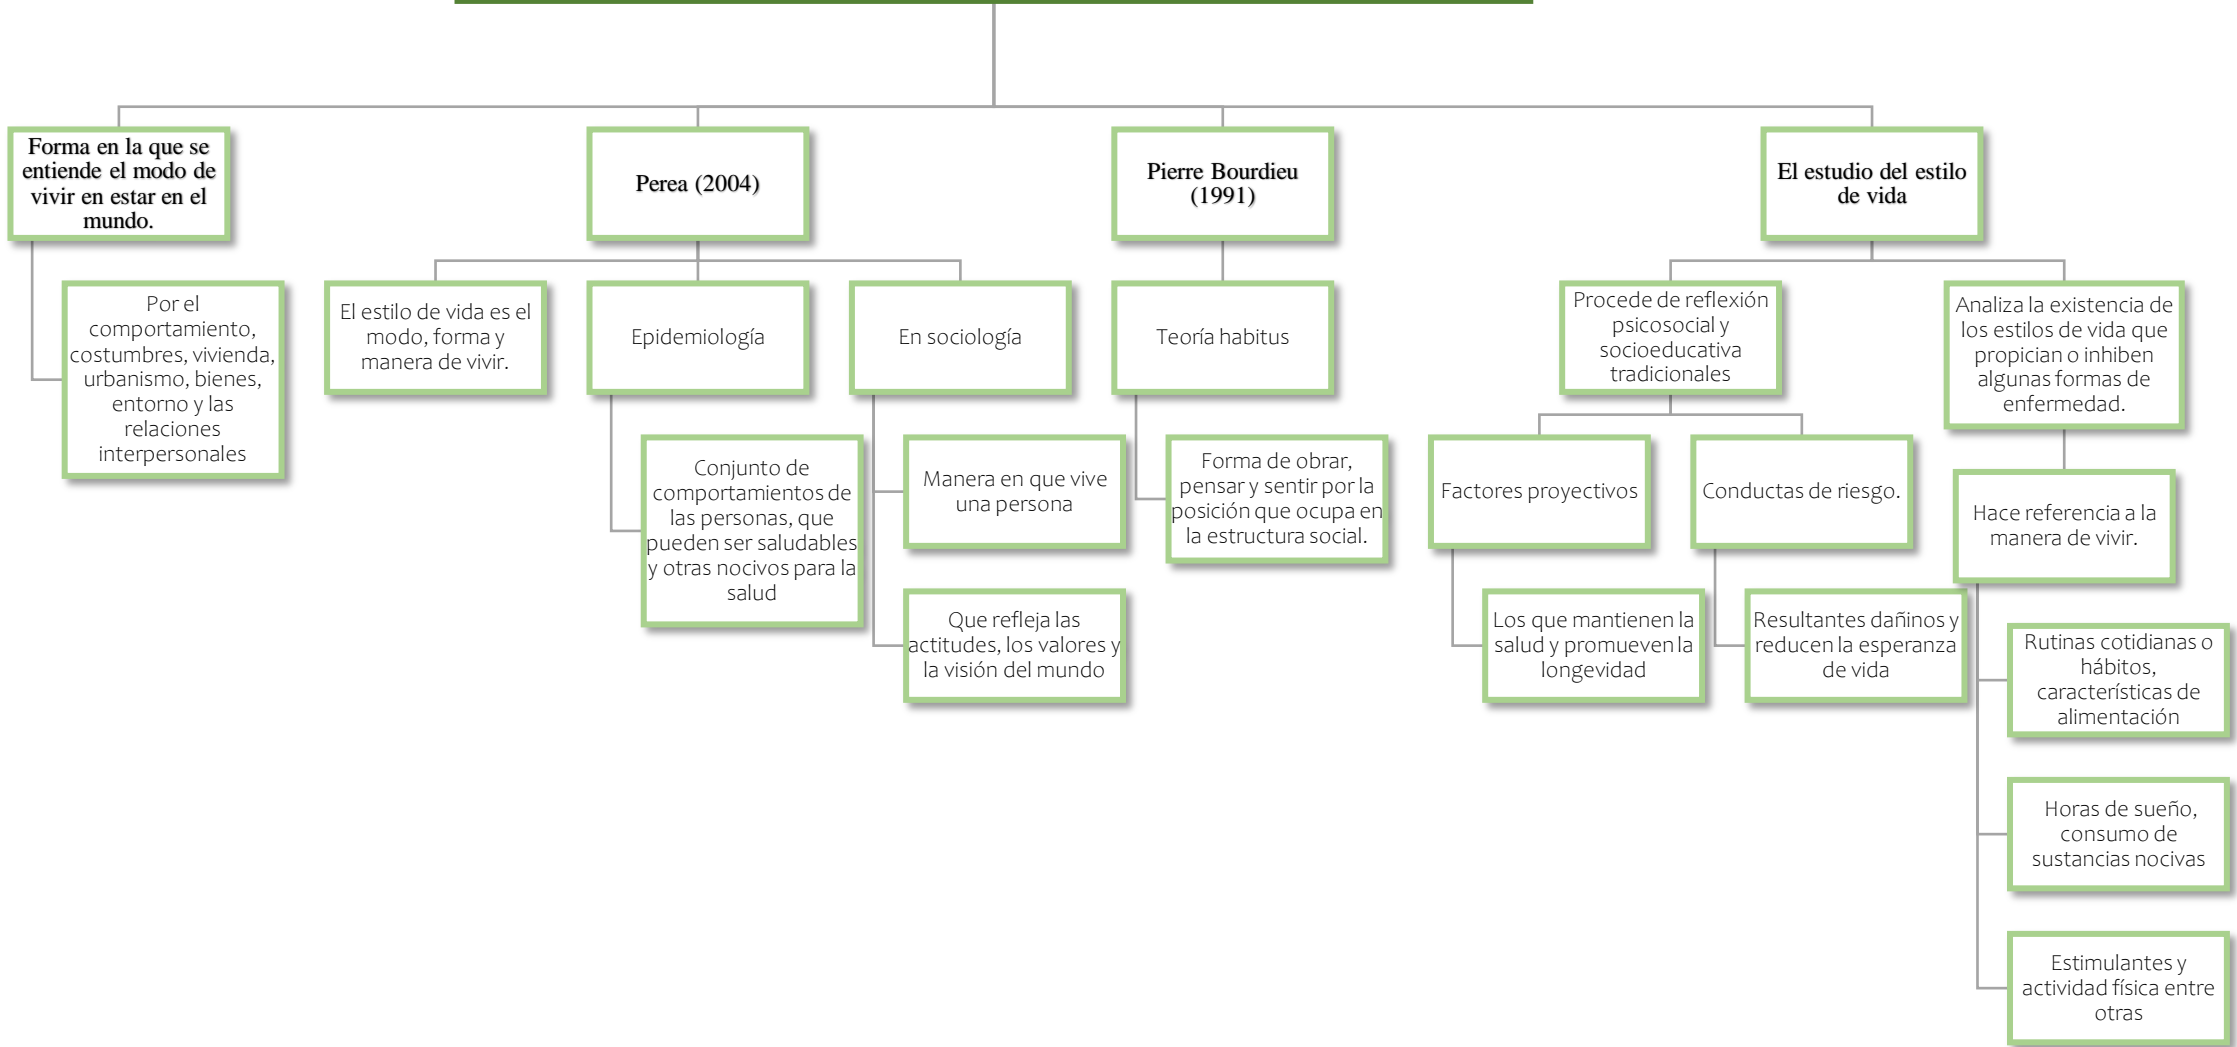 Forma en la que se
entiende el modo de
vivir en estar en el
mundo.
Por el
comportamiento,
costumbres, vivienda,
urbanismo, bienes,
entorno y las
relaciones
interpersonales
Perea (2004)
El estilo de vida es el
modo, forma y
manera de vivir.
Epidemiología
Conjunto de
comportamientos de
las personas, que
pueden ser saludables
y otras nocivos para la
salud
En sociología
Manera en que vive
una persona
Que refleja las
actitudes, los valores y
la visión del mundo
Pierre Bourdieu
(1991)
Teoría habitus
Forma de obrar,
pensar y sentir por la
posición que ocupa en
la estructura social.
El estudio del estilo
de vida
Procede de reflexión
psicosocial y
socioeducativa
tradicionales
Factores proyectivos
Los que mantienen la
salud y promueven la
longevidad
Conductas de riesgo.
Resultantes dañinos y
reducen la esperanza
de vida
Analiza la existencia de
los estilos de vida que
propician o inhiben
algunas formas de
enfermedad.
Hace referencia a la
manera de vivir.
Rutinas cotidianas o
hábitos,
características de
alimentación
Horas de sueño,
consumo de
sustancias nocivas
Estimulantes y
actividad física entre
otras